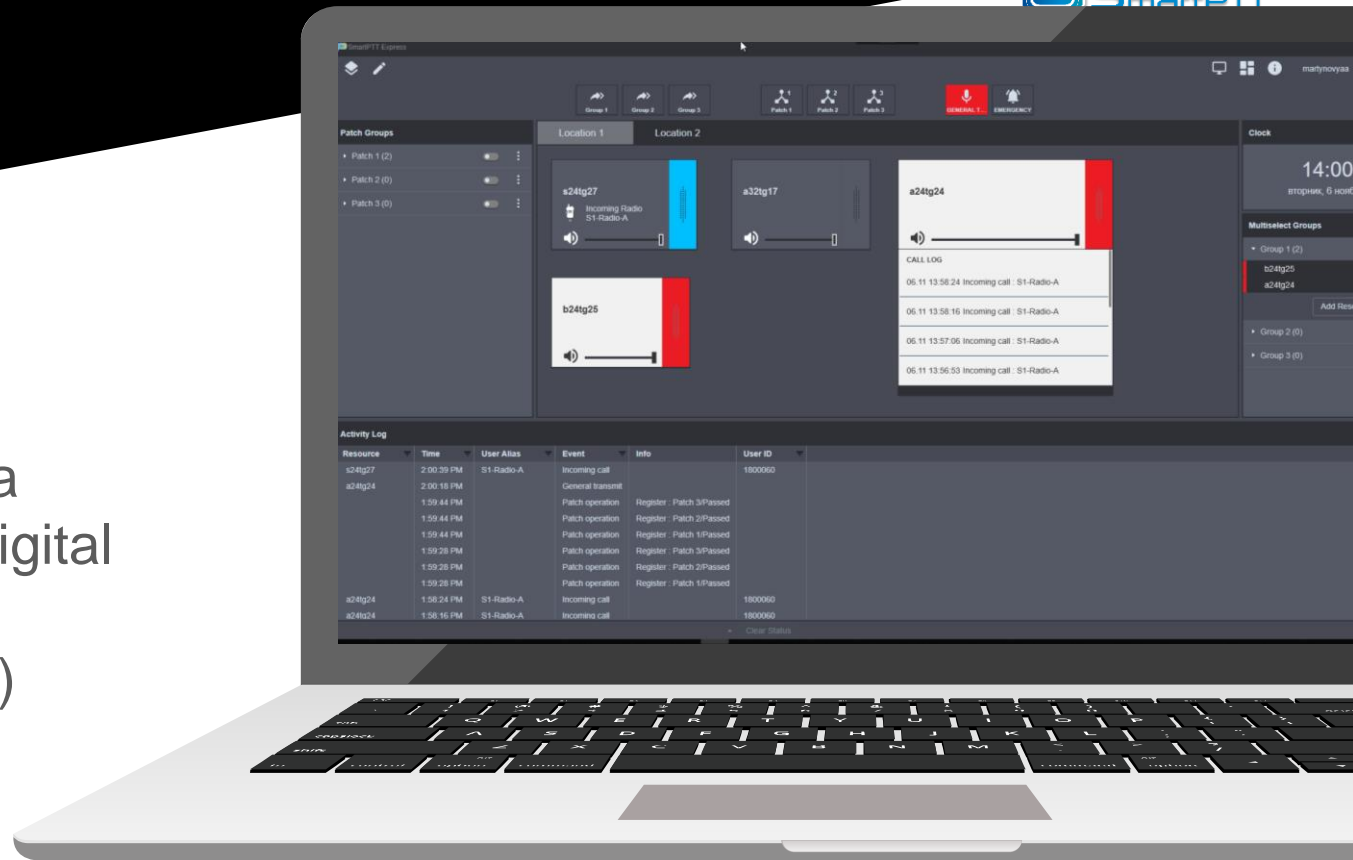 SmartPTT Express
martynovyaa
Group 1 Group 2 Group 3 Patch 1 Patch 2 Patch 3 GENERAL T... EMERGENCY
1 2 3
Patch Groups
Patch 1 (2)
Patch 2 (0)
Patch 3 (0)
Location 1 Location 2
s24tg27
Incoming Radio
S1-Radio-A
a32tg17
a24tg24
CALL LOG
06.11 13:58:24 Incoming call : S1-Radio-A
06.11 13:58:16 Incoming call : S1-Radio-A
06.11 13:57:06 Incoming call : S1-Radio-A
06.11 13:56:53 Incoming call : S1-Radio-A
b24tg25
Clock
14:00
вторник, 6 нояб
Multiselect Groups
Group 1 (2)
b24tg25
a24tg24
Add Reso
Group 2 (0)
Group 3 (0)
Activity Log
Resource Time User Alias Event Info User ID
s24tg27 2:00:39 PM S1-Radio-A Incoming call 1800060
a24tg24 2:00:18 PM General transmit
1:59:44 PM Patch operation Register : Patch 3/Passed
1:59:44 PM Patch operation Register : Patch 2/Passed
1:59:44 PM Patch operation Register : Patch 1/Passed
1:59:28 PM Patch operation Register : Patch 3/Passed
1:59:28 PM Patch operation Register : Patch 2/Passed
1:59:28 PM Patch operation Register : Patch 1/Passed
a24tg24 1:58:24 PM S1-Radio-A Incoming call 1800060
a24tg24 1:58:16 PM S1-Radio-A Incoming call 1800060
Clear Status
a
igital
)
Q W E R T Y U I O P
A S D F G H J K L
Z X C V B N M
control option command command option